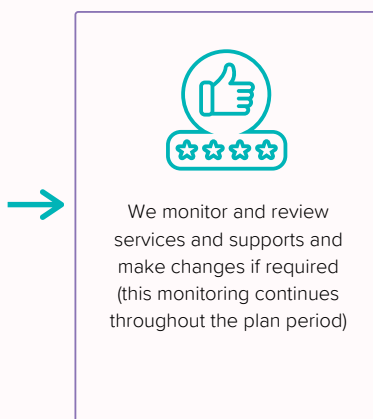 We monitor and review
services and supports and
make changes if required
(this monitoring continues
throughout the plan period)